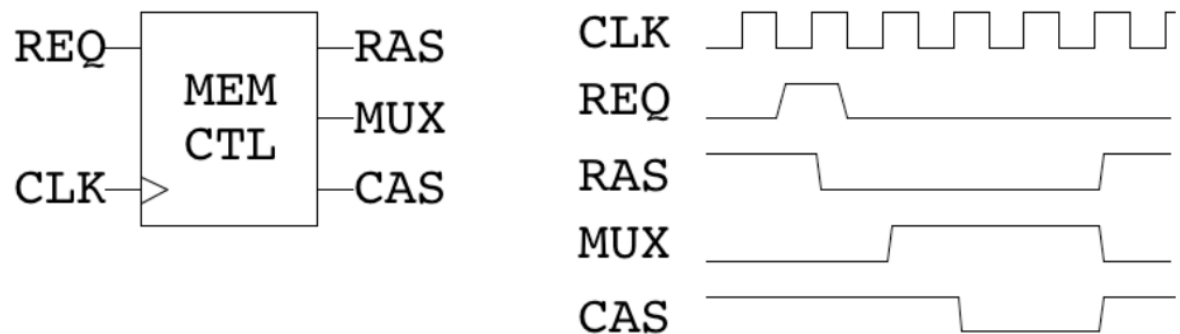 REQ
CLK
MEM
CTL
RAS
MUX
CAS
CLK
REQ
RAS
MUX
CAS